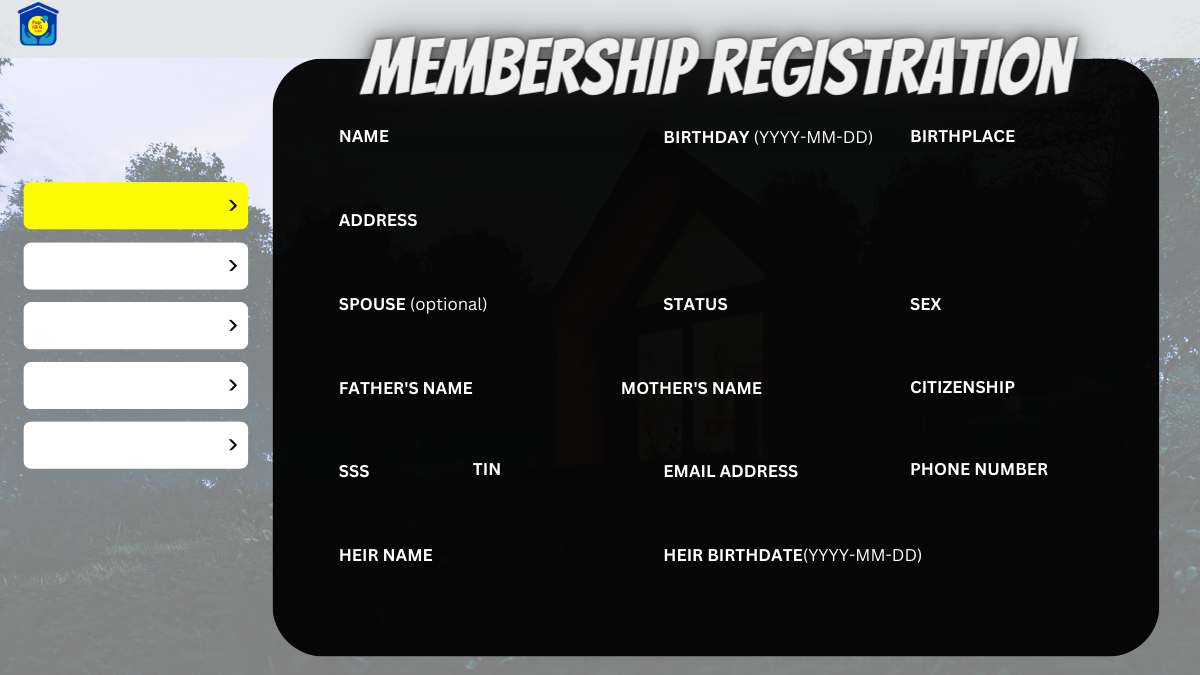 MEMBERSHIP REGISTRATION
NAME
BIRTHDAY (YYYY-MM-DD)
BIRTHPLACE
ADDRESS
SPOUSE (optional)
STATUS
SEX
FATHER'S NAME
MOTHER'S NAME
CITIZENSHIP
SSS
TIN
EMAIL ADDRESS
PHONE NUMBER
HEIR NAME
HEIR BIRTHDATE(YYYY-MM-DD)